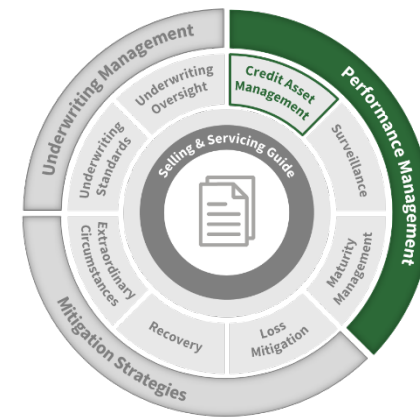 Underwriting Management
Performance Management
Mitigation Strategies
Underwriting
Oversight
Credit Asset
Management
Surveillance
Maturity
Management
Loss
Mitigation
Recovery
Extraordinary
Circumstances
Underwriting
Standards
Selling & Servicing Guide